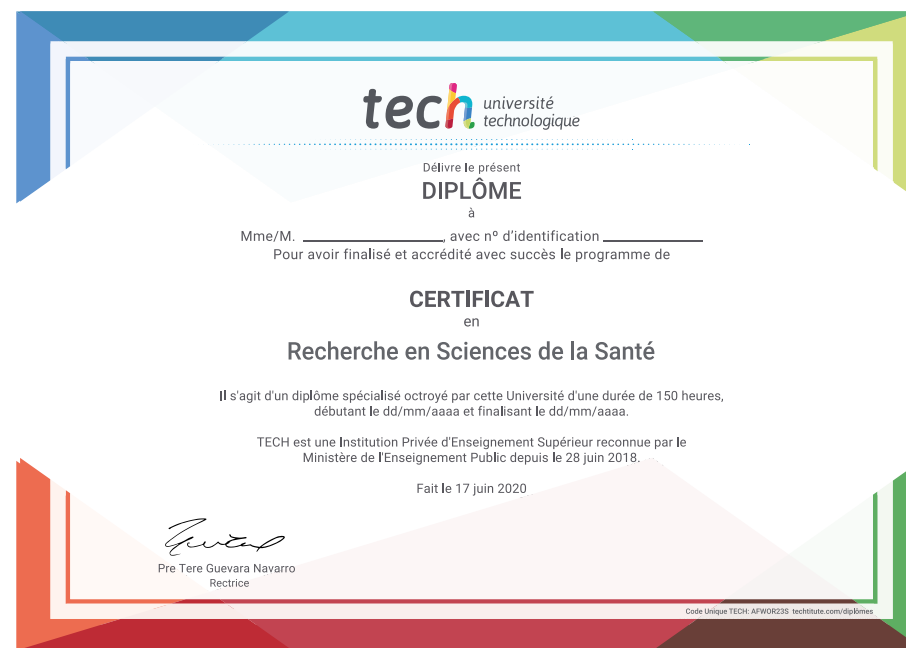 tech université
technologique
Délivre le présent
DIPLÔME
à
Mme/M. ____________________, avec nº d'identification ______________
Pour avoir finalisé et accrédité avec succès le programme de
CERTIFICAT
en
Recherche en Sciences de la Santé
Il s'agit d'un diplôme spécialisé octroyé par cette Université d'une durée de 150 heures,
débutant le dd/mm/aaaa et finalisant le dd/mm/aaaa.
TECH est une Institution Privée d'Enseignement Supérieur reconnue par le
Ministère de l'Enseignement Public depuis le 28 juin 2018.
Fait le 17 juin 2020
Pre Tere Guevara Navarro
Rectrice
Code Unique TECH: AFWOR23S techtitute.com/diplômes